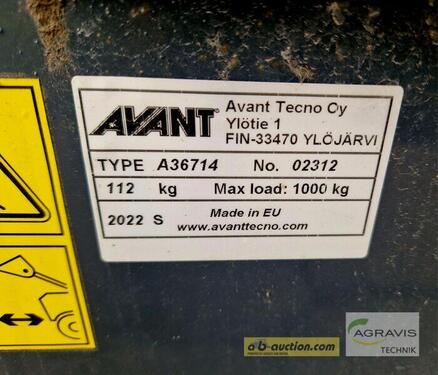 AVANT
Avant Tecno Oy
Ylötie 1
FIN-33470 YLÖJÄRVI
TYPE A36714 No. 02312
112 kg Max load: 1000 kg
2022 S Made in EU
www.avanttecno.com
ab-auction.com
AGRAVIS
TECHNIK